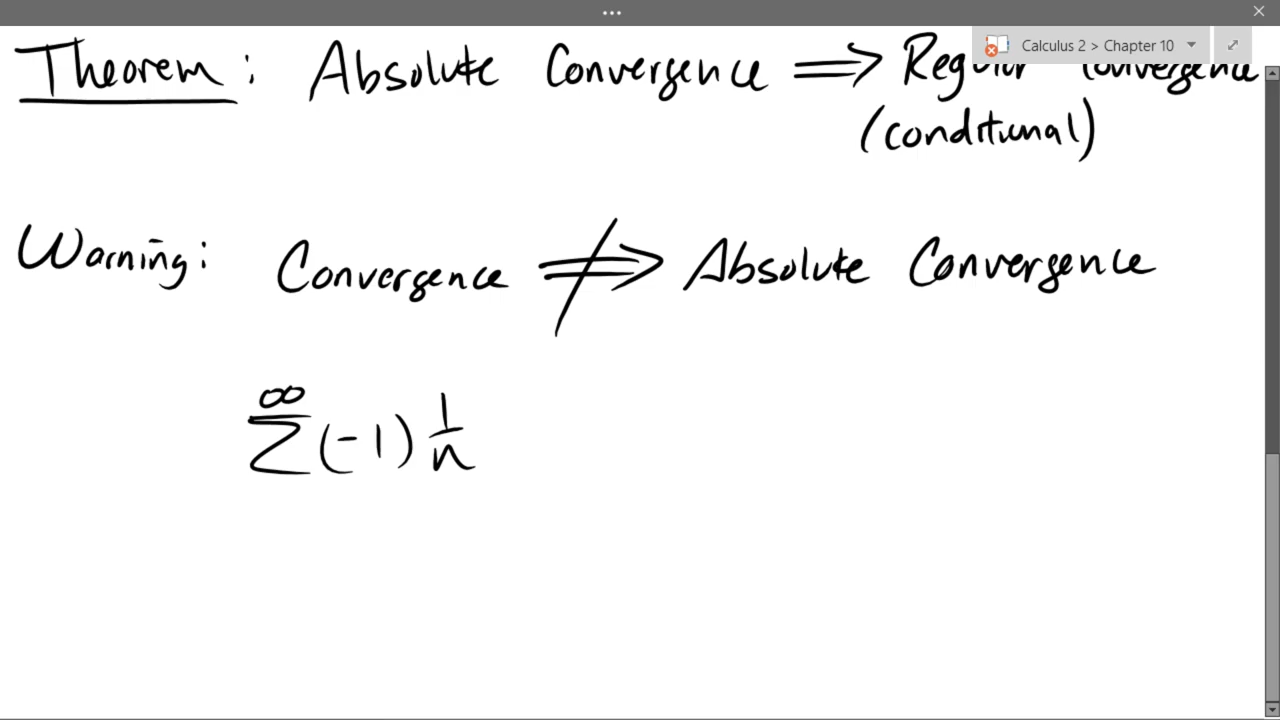 Calculus 2 > Chapter 10
Theorem: Absolute Convergence ⟹ Regular Convergence
(conditional)
Warning: Convergence ⇏ Absolute Convergence
∞
∑ (-1) 1/n